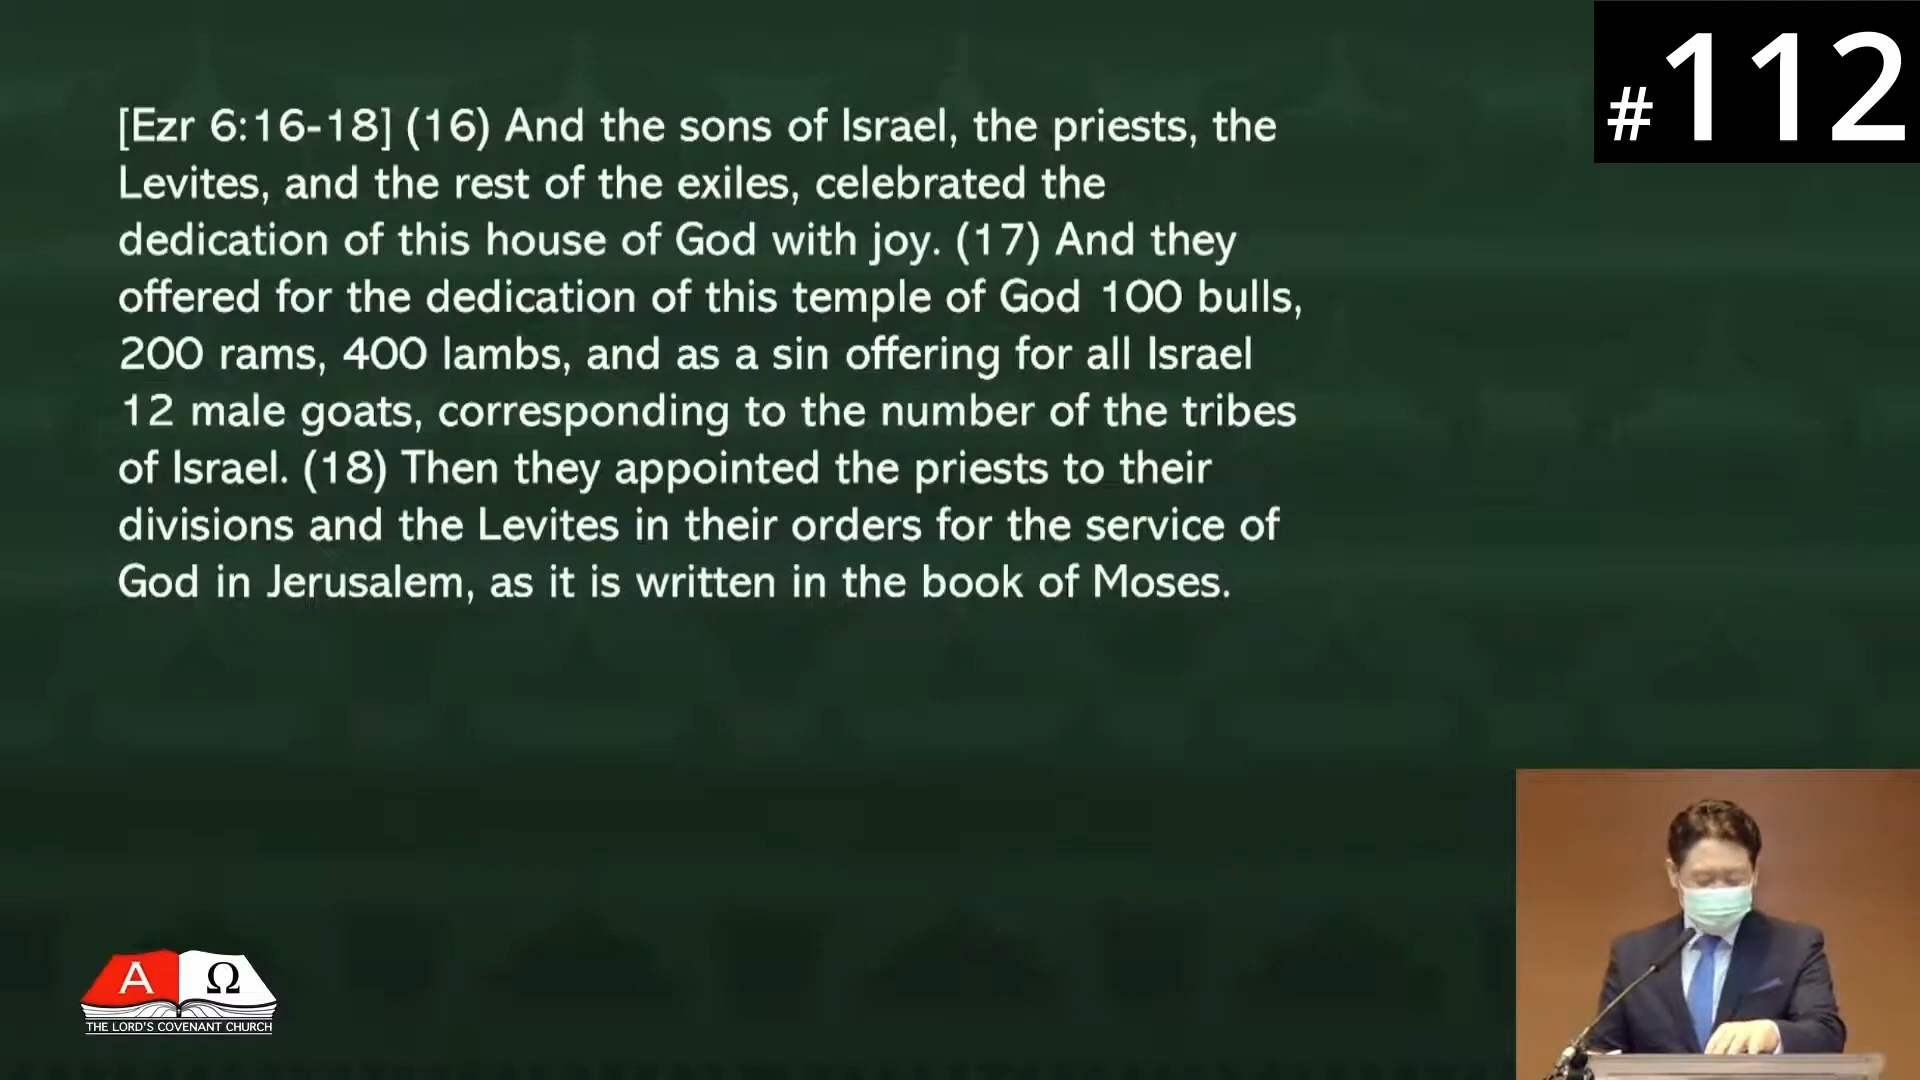 #112
[Ezr 6:16-18] (16) And the sons of Israel, the priests, the
Levites, and the rest of the exiles, celebrated the
dedication of this house of God with joy. (17) And they
offered for the dedication of this temple of God 100 bulls,
200 rams, 400 lambs, and as a sin offering for all Israel
12 male goats, corresponding to the number of the tribes
of Israel. (18) Then they appointed the priests to their
divisions and the Levites in their orders for the service of
God in Jerusalem, as it is written in the book of Moses.
Α Ω
THE LORD'S COVENANT CHURCH